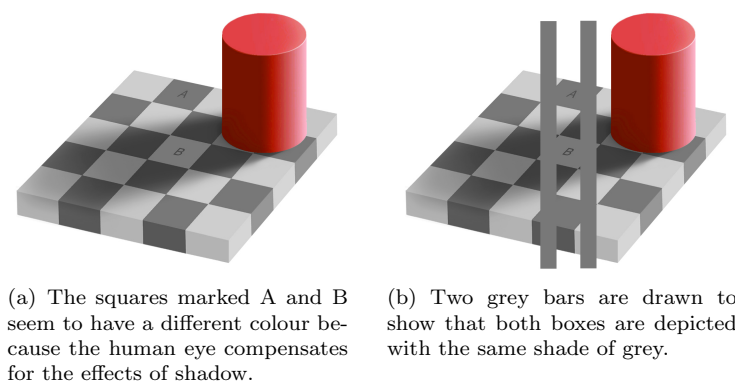 A
B
A
B
(a) The squares marked A and B
seem to have a different colour be-
cause the human eye compensates
for the effects of shadow.
(b) Two grey bars are drawn to
show that both boxes are depicted
with the same shade of grey.